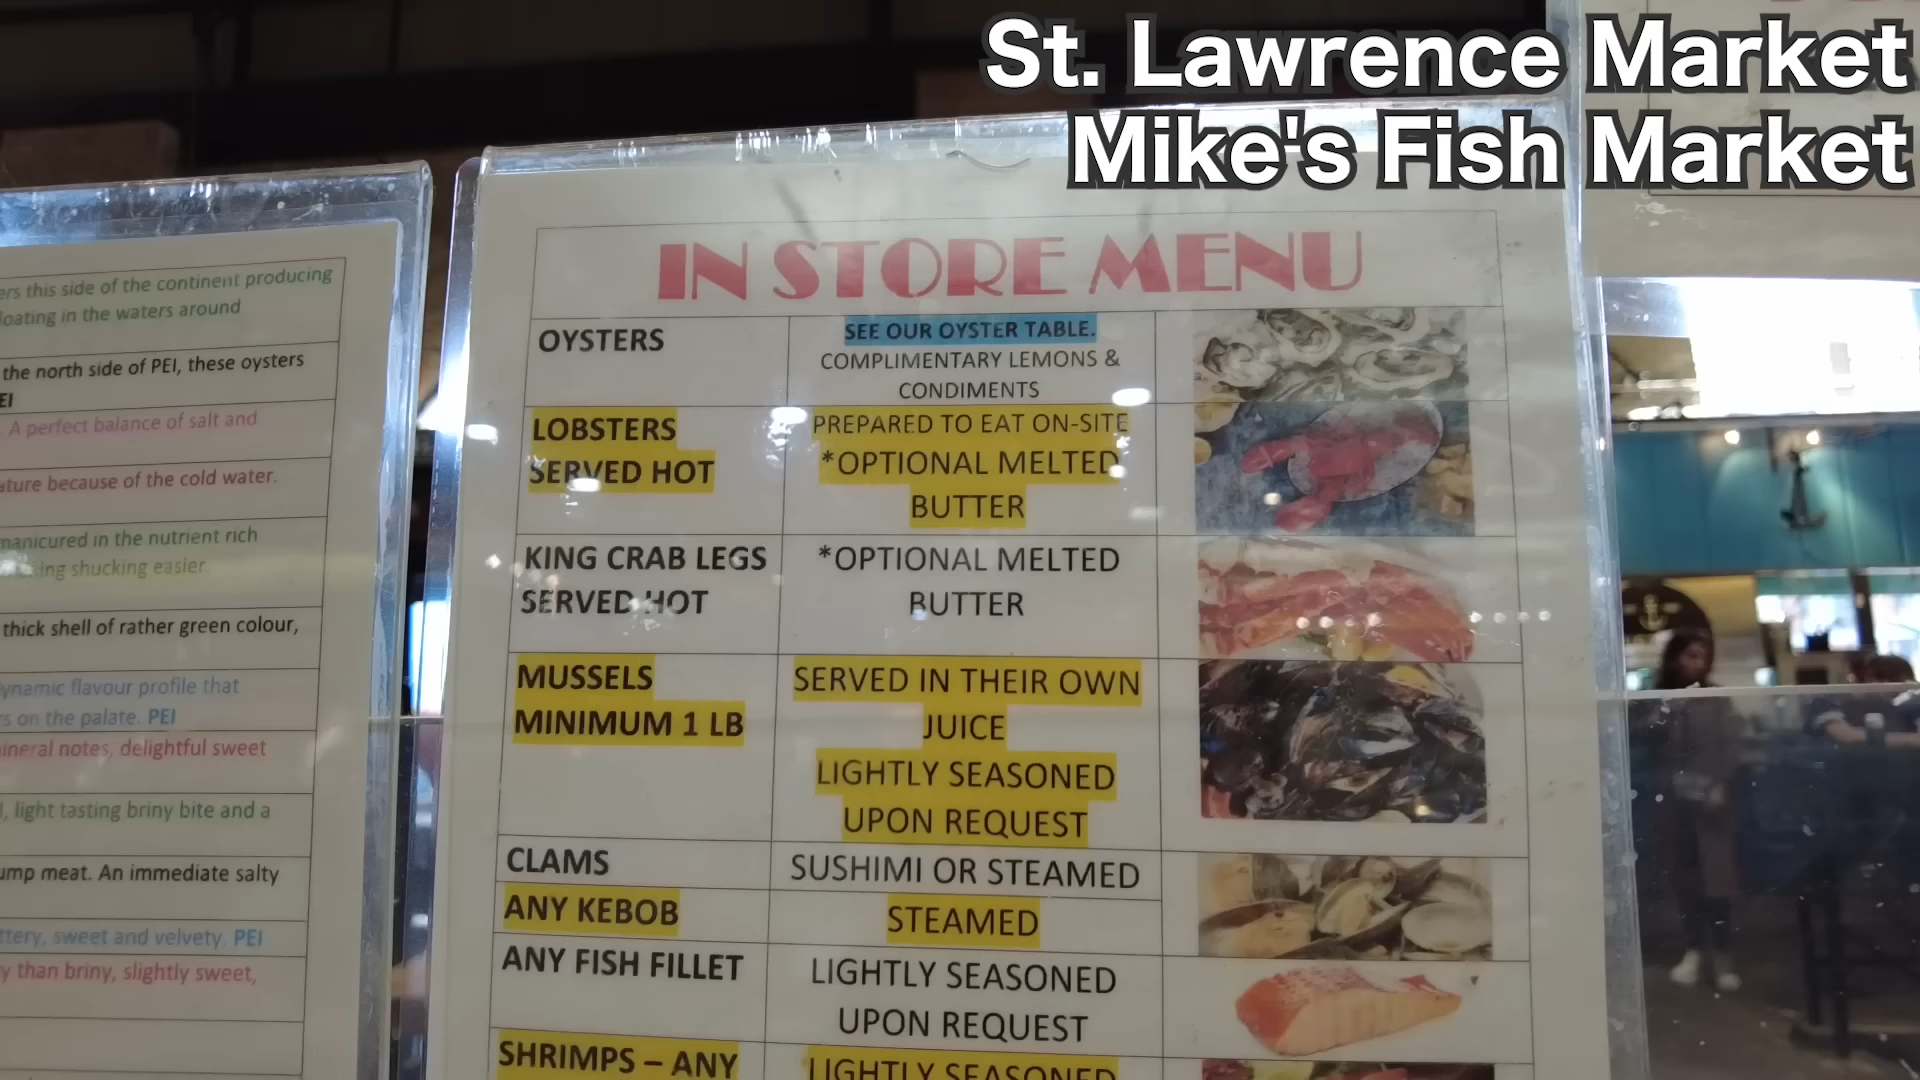 St. Lawrence Market
Mike's Fish Market
ers this side of the continent producing
loating in the waters around
the north side of PEI, these oysters
EI
A perfect balance of salt and
ature because of the cold water.
manicured in the nutrient rich
king shucking easier.
thick shell of rather green colour,
ynamic flavour profile that
rs on the palate. PEI
ineral notes, delightful sweet
, light tasting briny bite and a
ump meat. An immediate salty
ttery, sweet and velvety. PEI
y than briny, slightly sweet,
IN STORE MENU
OYSTERS
SEE OUR OYSTER TABLE.
COMPLIMENTARY LEMONS &
CONDIMENTS
LOBSTERS
SERVED HOT
PREPARED TO EAT ON-SITE
*OPTIONAL MELTED
BUTTER
KING CRAB LEGS
SERVED HOT
*OPTIONAL MELTED
BUTTER
MUSSELS
MINIMUM 1 LB
SERVED IN THEIR OWN
JUICE
LIGHTLY SEASONED
UPON REQUEST
CLAMS
SUSHIMI OR STEAMED
ANY KEBOB
STEAMED
ANY FISH FILLET
LIGHTLY SEASONED
UPON REQUEST
SHRIMPS – ANY
LIGHTLY SEASONED